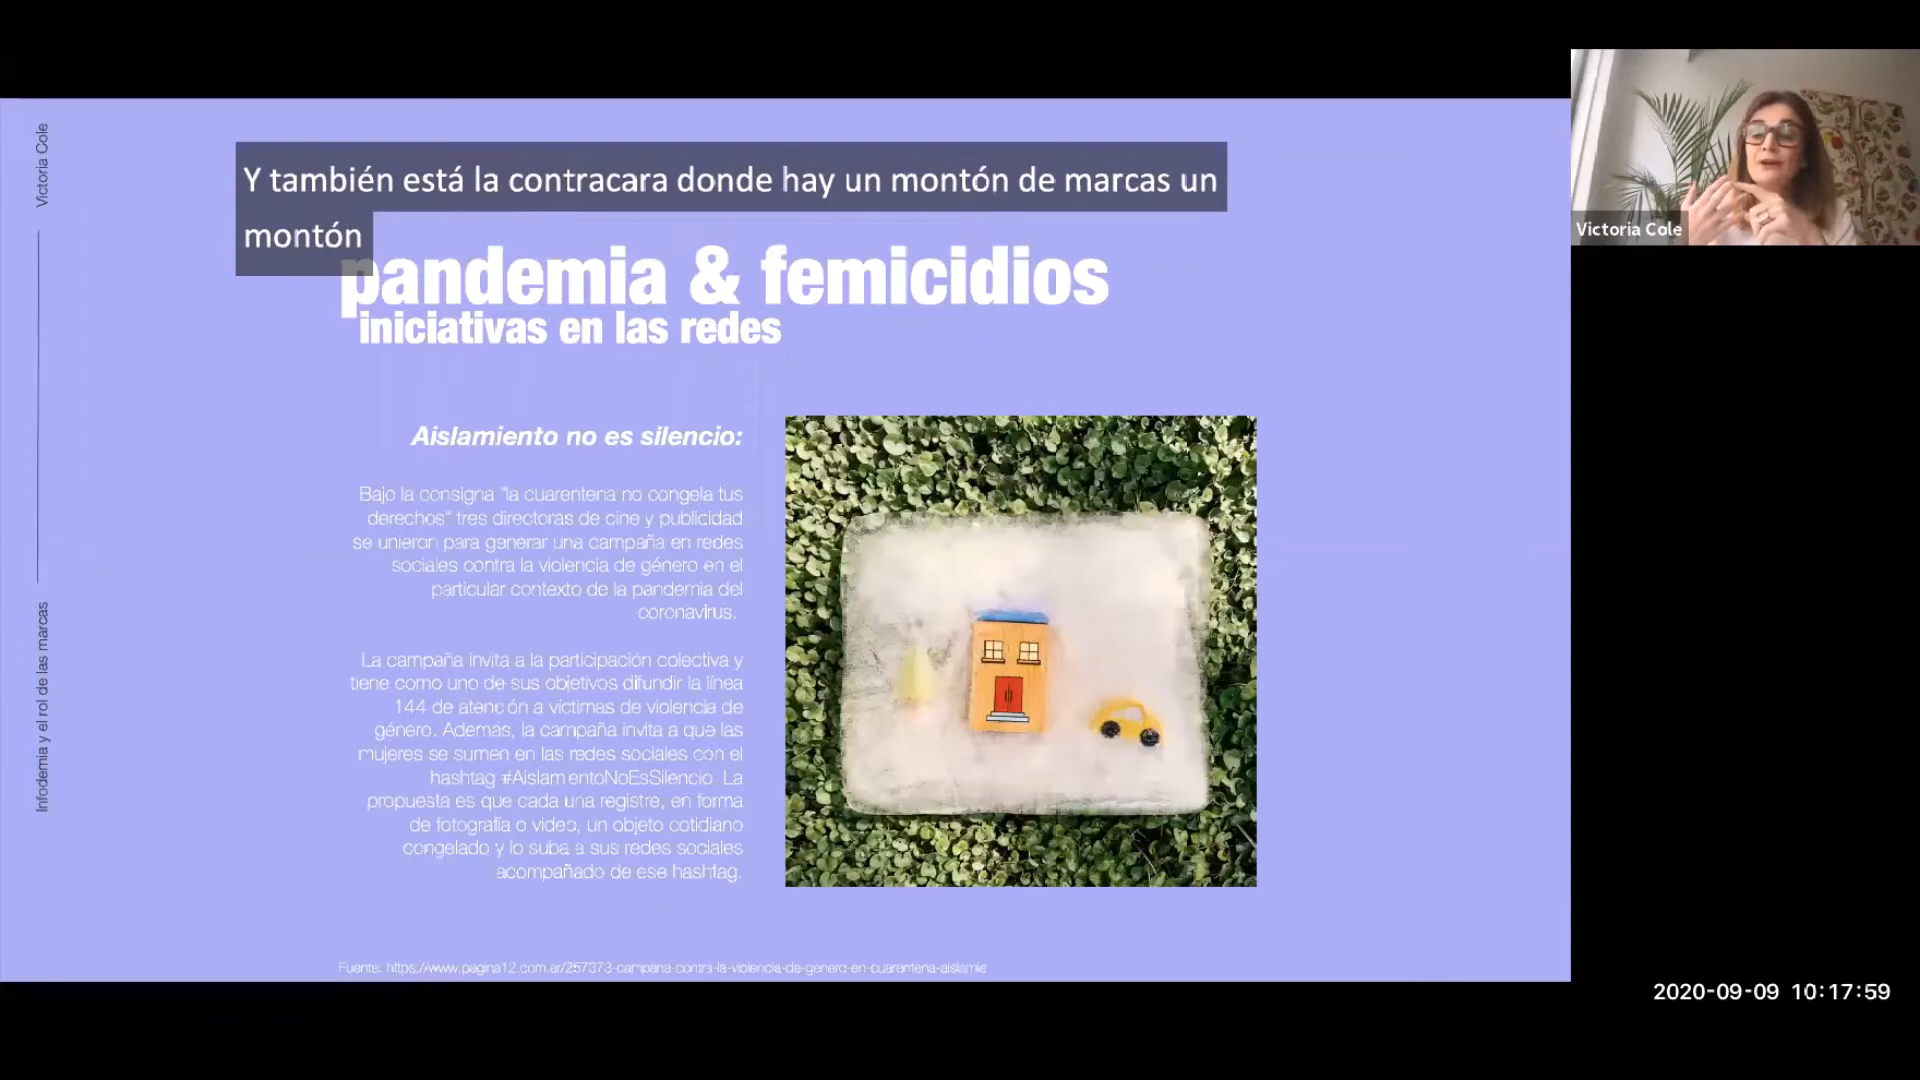 Victoria Cole
Infodemia y el rol de las marcas
Y también está la contracara donde hay un montón de marcas un
montón
pandemia & femicidios
iniciativas en las redes
Aislamiento no es silencio:
Bajo la consigna "la cuarentena no congela tus
derechos" tres directoras de cine y publicidad
se unieron para generar una campaña en redes
sociales contra la violencia de género en el
particular contexto de la pandemia del
coronavirus.
La campaña invita a la participación colectiva y
tiene como uno de sus objetivos difundir la línea
144 de atención a víctimas de violencia de
género. Ademas, la campaña invita a que las
mujeres se sumen en las redes sociales con el
hashtag #AislamientoNoEsSilencio La
propuesta es que cada una registre, en forma
de fotografía o video, un objeto cotidiano
congelado y lo suba a sus redes sociales
acompañado de ese hashtag.
Fuente: https://www.pagina12.com.ar/257373-campana-contra-la-violencia-de-genero-en-cuarentena-aislamie
Victoria Cole
2020-09-09 10:17:59